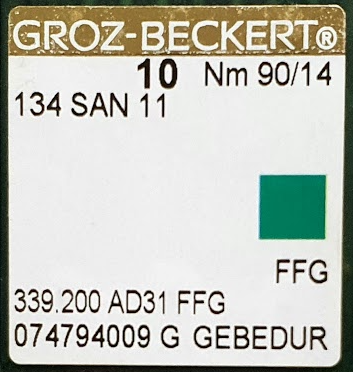 GROZ-BECKERT®
10 Nm 90/14
134 SAN 11
FFG
339.200 AD31 FFG
074794009 G GEBEDUR